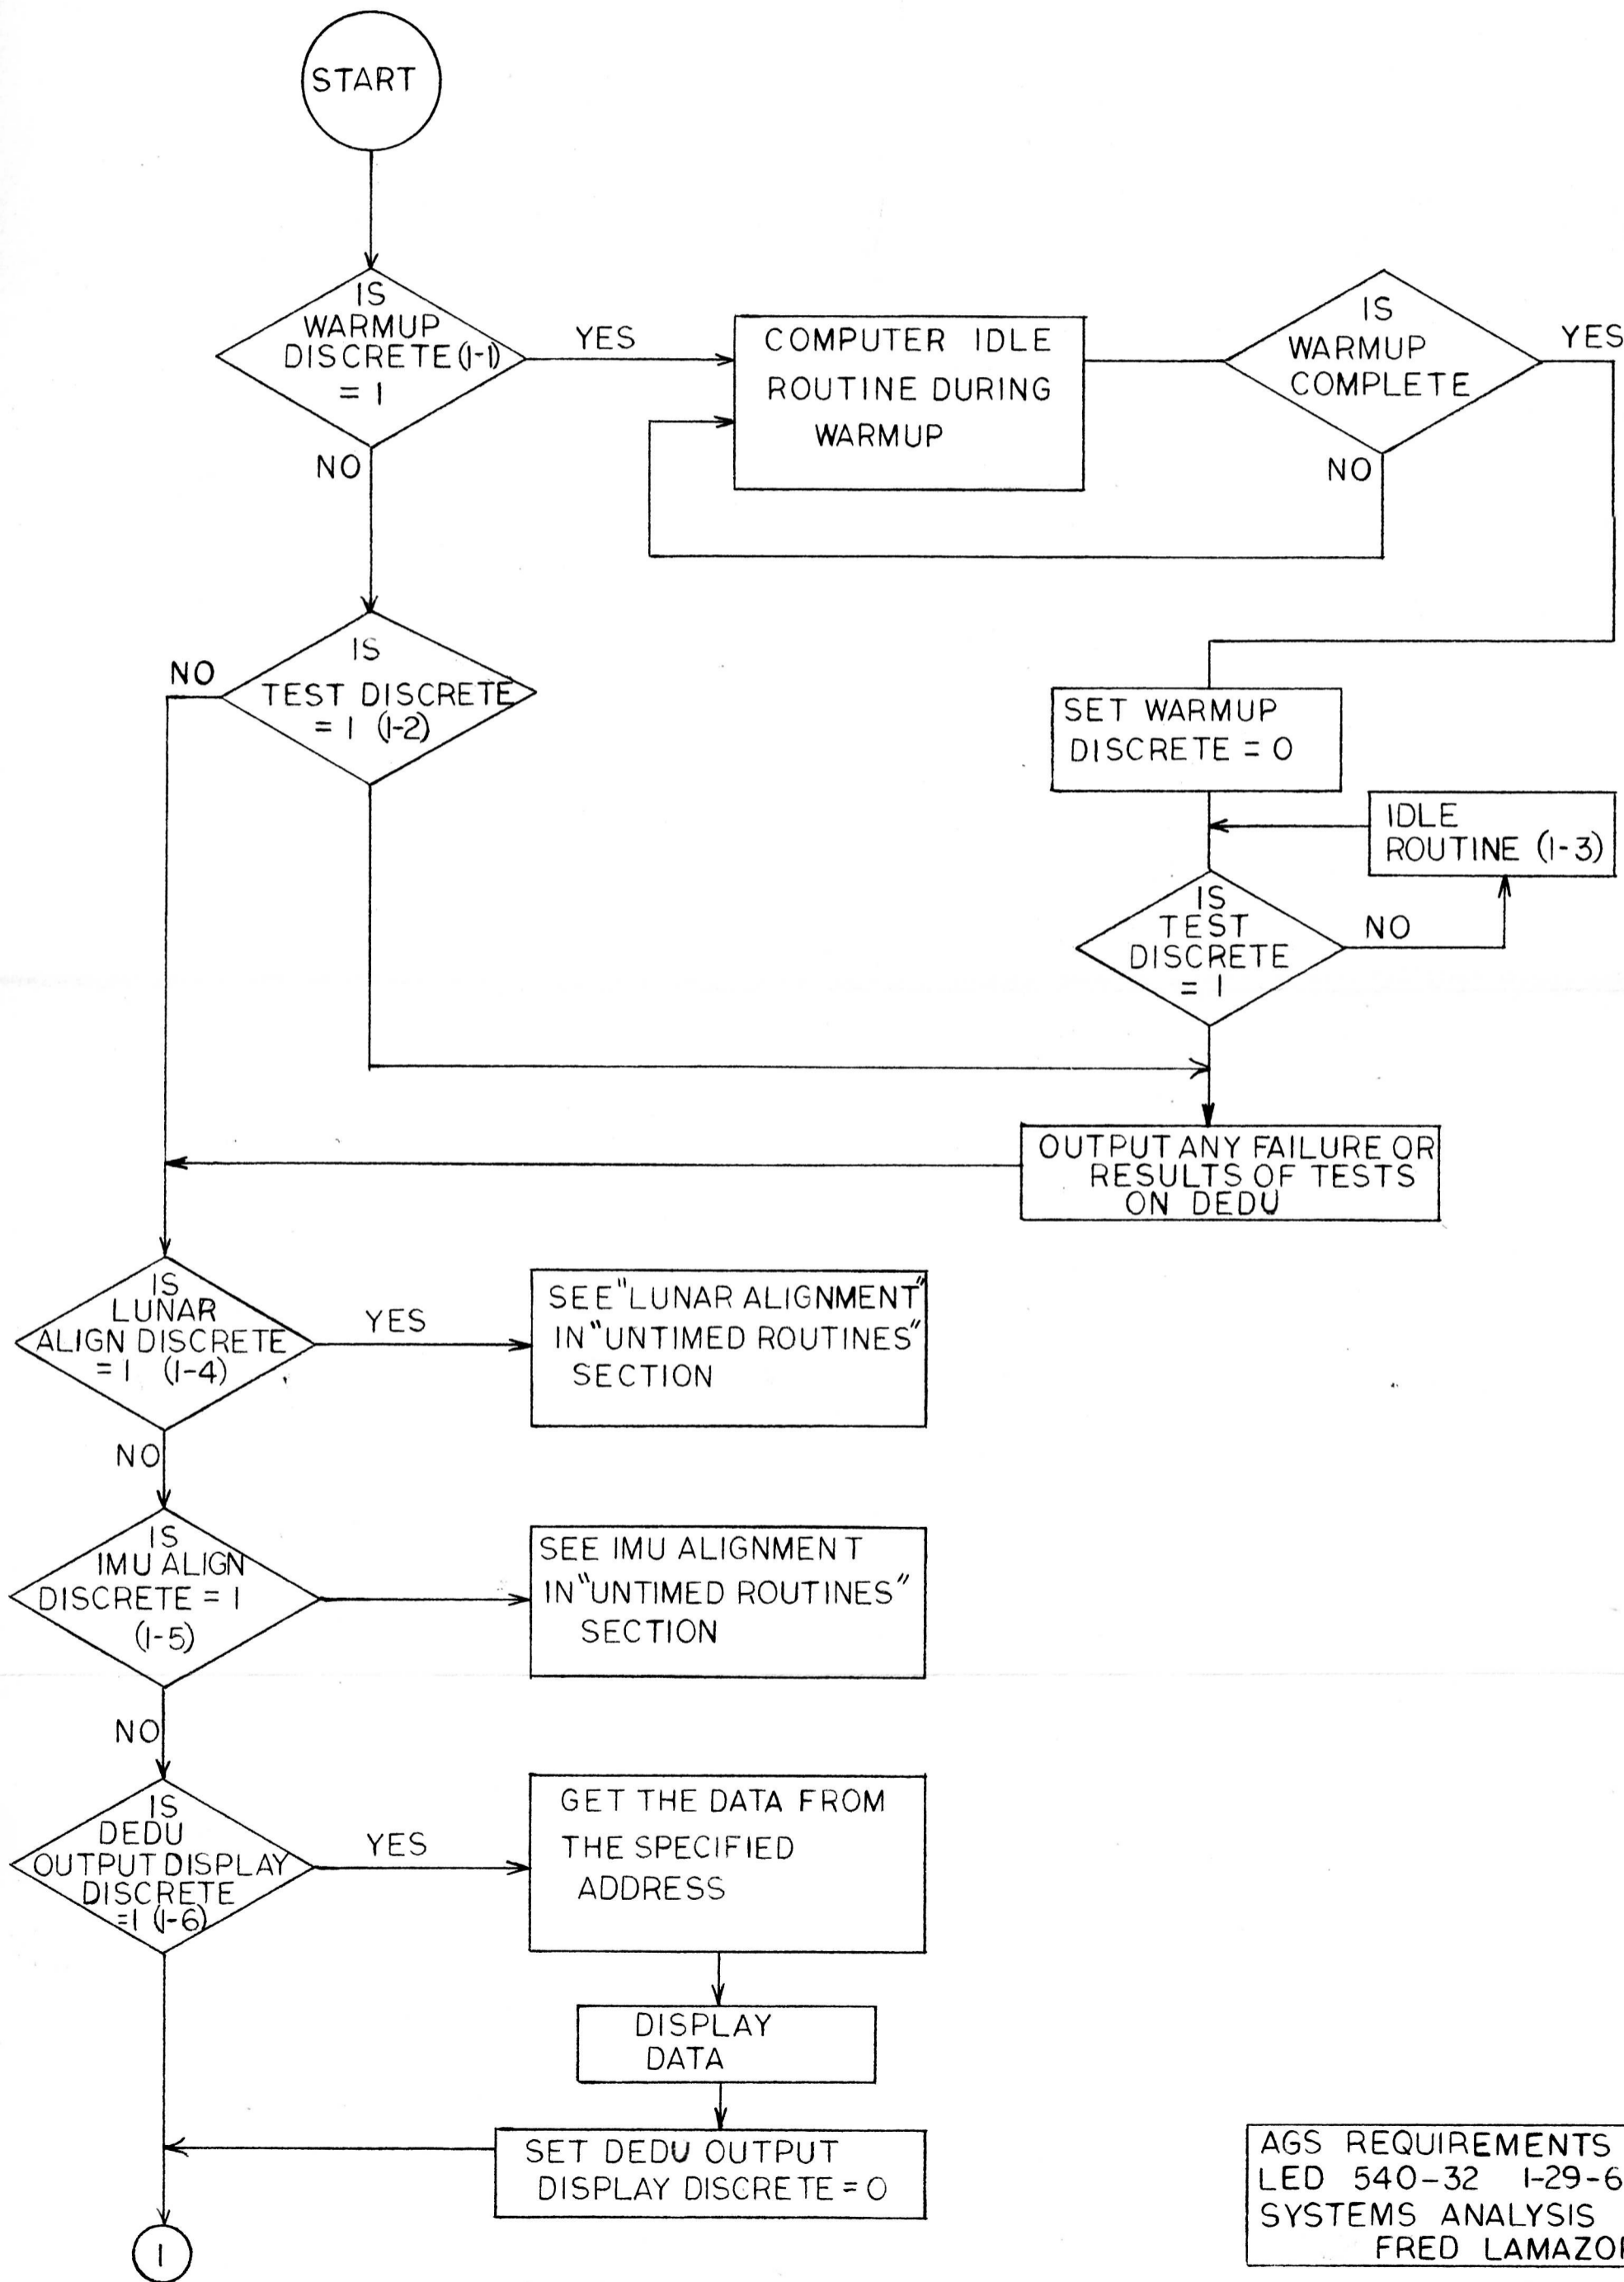 START
IS
WARMUP
DISCRETE (1-1)
= 1
YES
NO
COMPUTER IDLE
ROUTINE DURING
WARMUP
IS
WARMUP
COMPLETE
YES
NO
IS
TEST DISCRETE
= 1 (1-2)
NO
SET WARMUP
DISCRETE = 0
IDLE
ROUTINE (1-3)
IS
TEST
DISCRETE
= 1
NO
OUTPUT ANY FAILURE OR
RESULTS OF TESTS
ON DEDU
IS
LUNAR
ALIGN DISCRETE
= 1 (1-4)
YES
NO
SEE "LUNAR ALIGNMENT"
IN "UNTIMED ROUTINES"
SECTION
IS
IMU ALIGN
DISCRETE = 1
(1-5)
NO
SEE IMU ALIGNMENT
IN "UNTIMED ROUTINES"
SECTION
IS
DEDU
OUTPUT DISPLAY
DISCRETE
=1 (1-6)
YES
GET THE DATA FROM
THE SPECIFIED
ADDRESS
DISPLAY
DATA
SET DEDU OUTPUT
DISPLAY DISCRETE = 0
1
AGS REQUIREMENTS
LED 540-32 1-29-6
SYSTEMS ANALYSIS
FRED